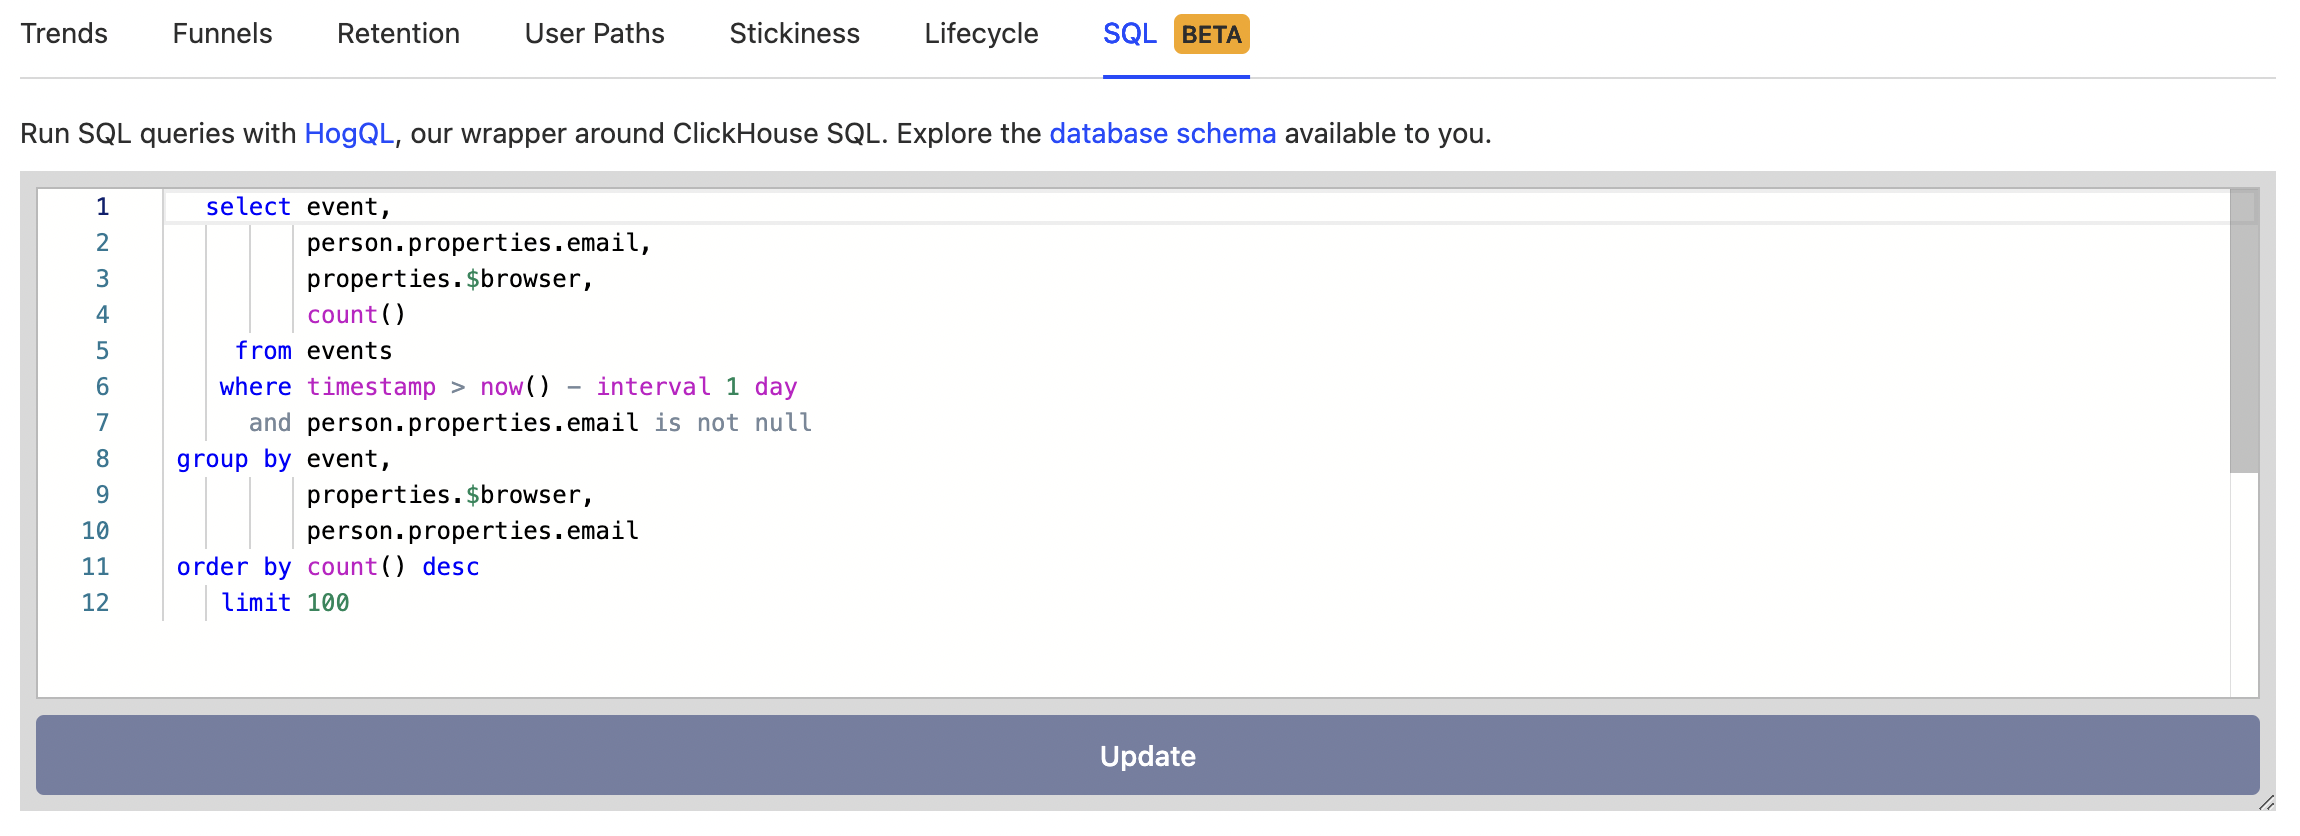 Trends Funnels Retention User Paths Stickiness Lifecycle SQL BETA
Run SQL queries with HogQL, our wrapper around ClickHouse SQL. Explore the database schema available to you.
1 select event,
2 person.properties.email,
3 properties.$browser,
4 count()
5 from events
6 where timestamp > now() - interval 1 day
7 and person.properties.email is not null
8 group by event,
9 properties.$browser,
10 person.properties.email
11 order by count() desc
12 limit 100
Update